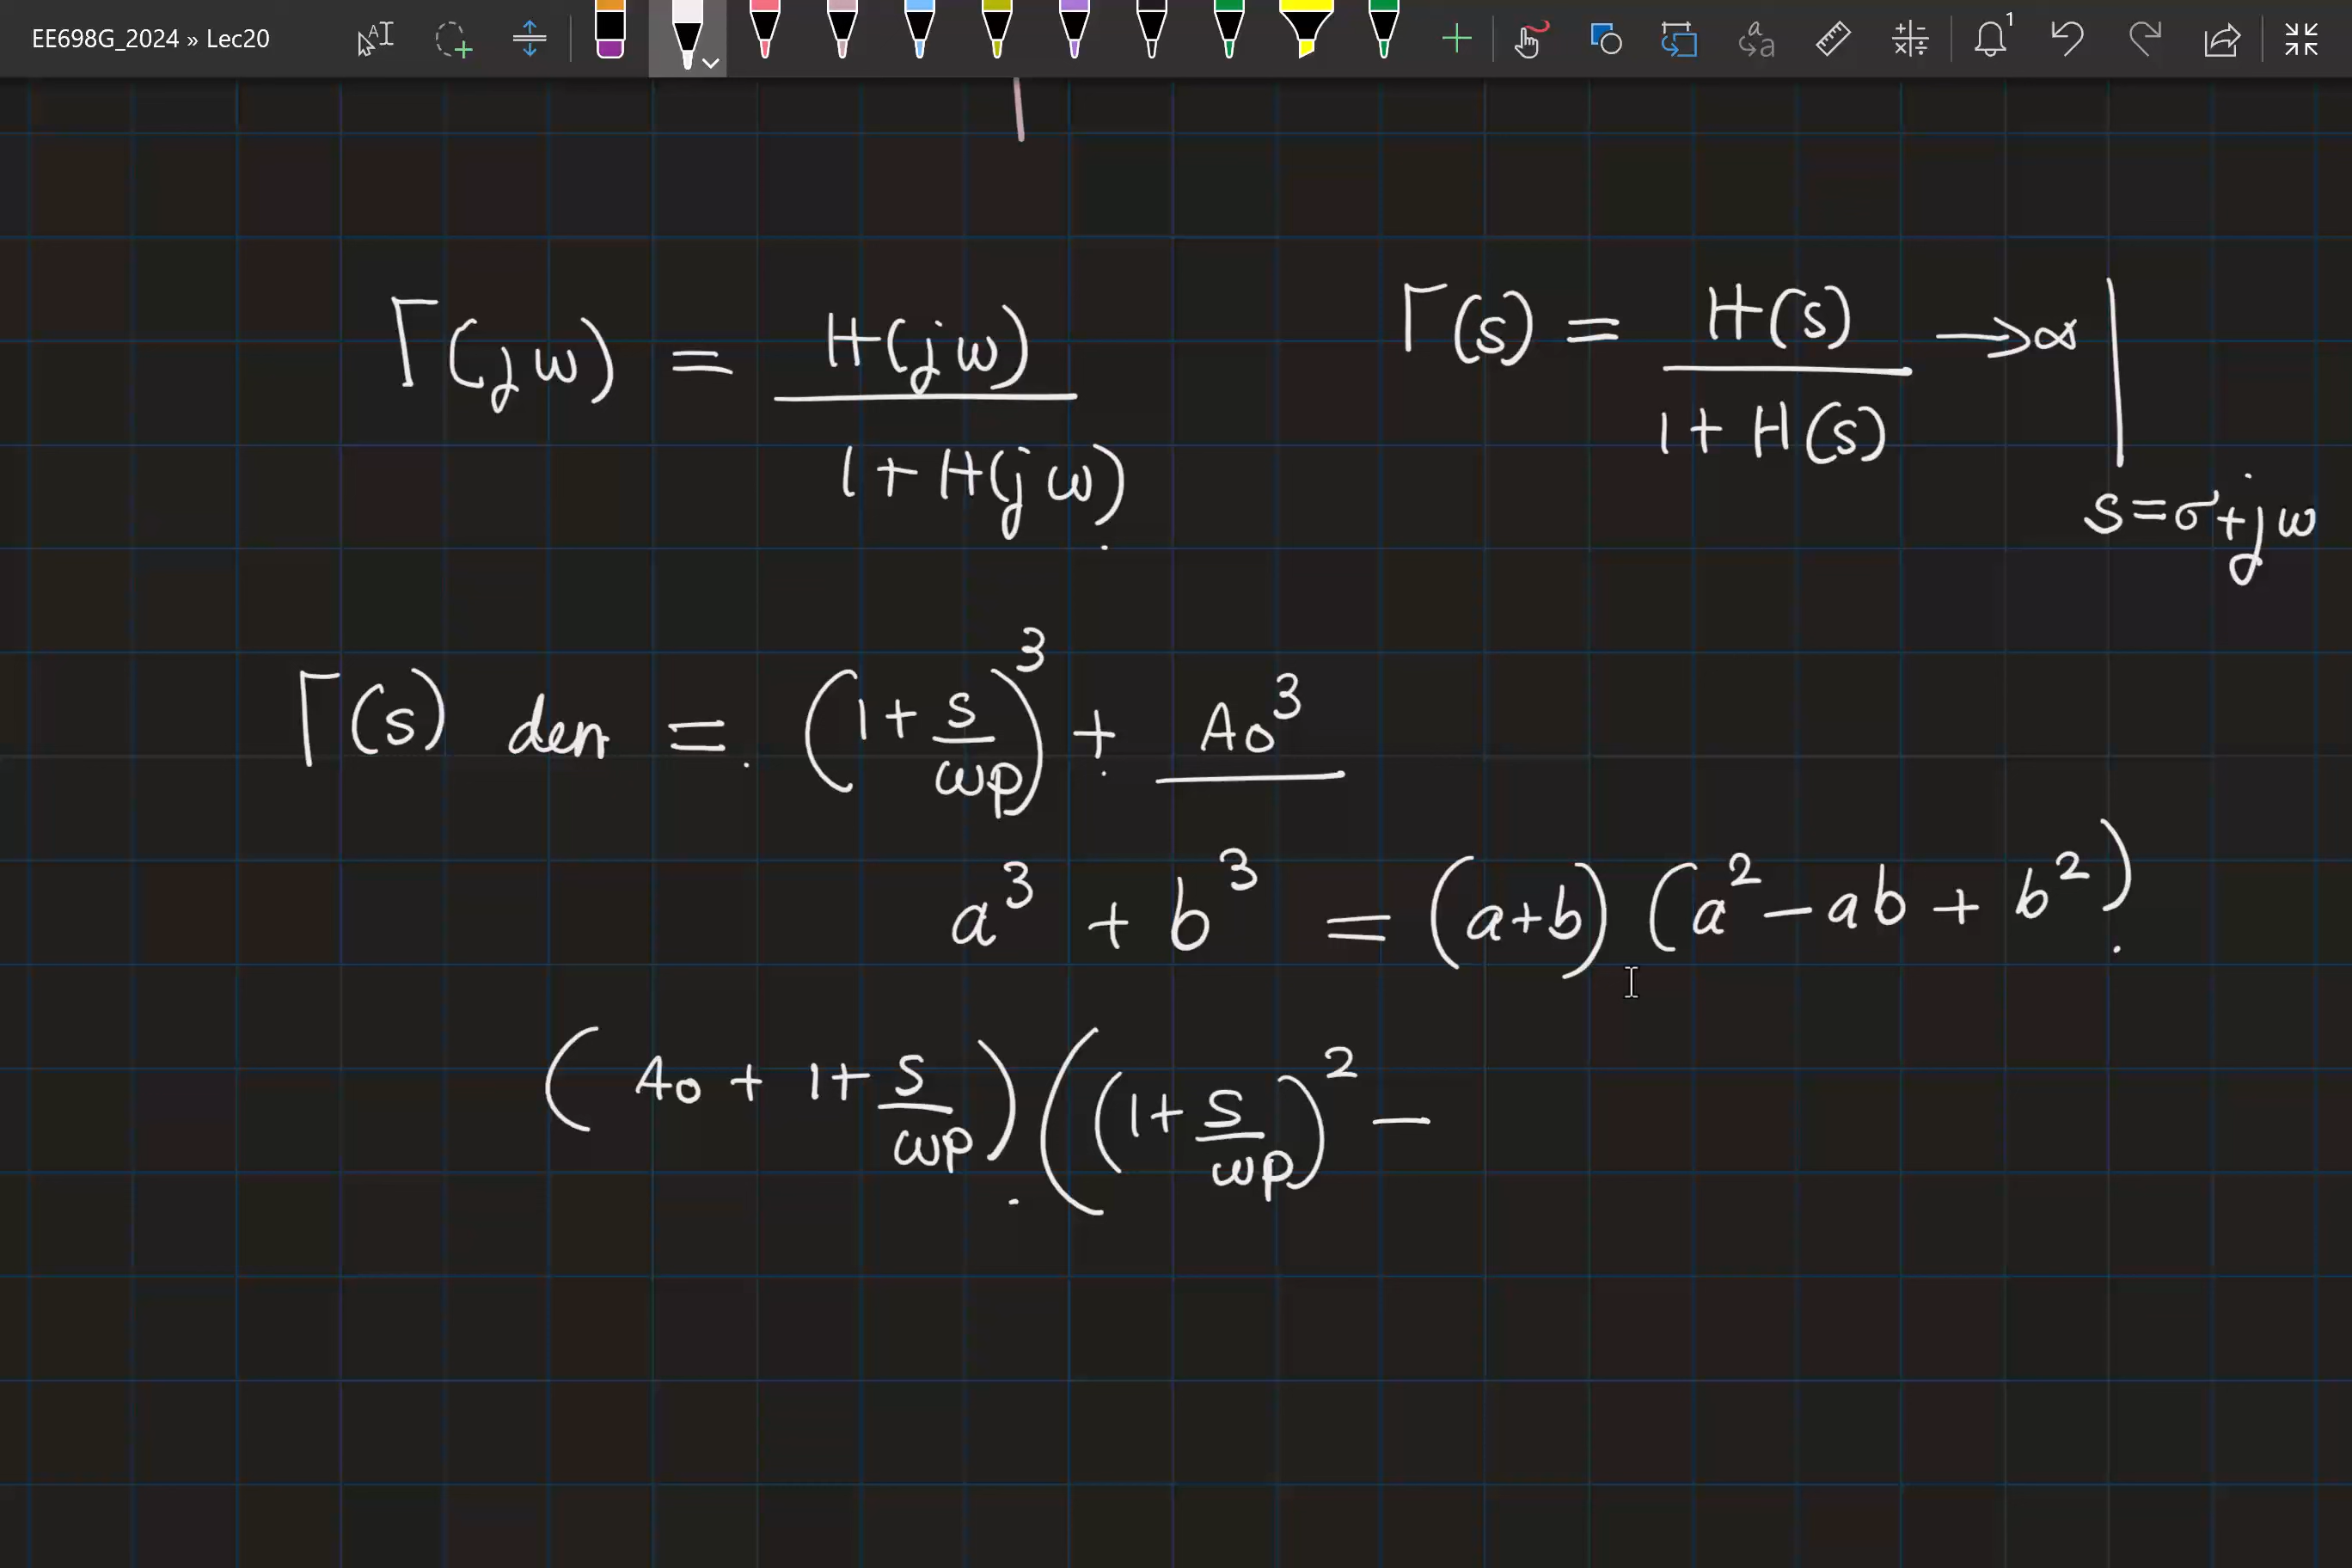 EE698G_2024 » Lec20
1
Γ(jω) = H(jω) / 1 + H(jω)
Γ(s) = H(s) / 1 + H(s) → ∞ | s = σ + jω
Γ(s) den = (1 + s/ωp)³ + Ao³
a³ + b³ = (a+b) (a² − ab + b²)
(Ao + 1 + s/ωp) ((1 + s/ωp)² −